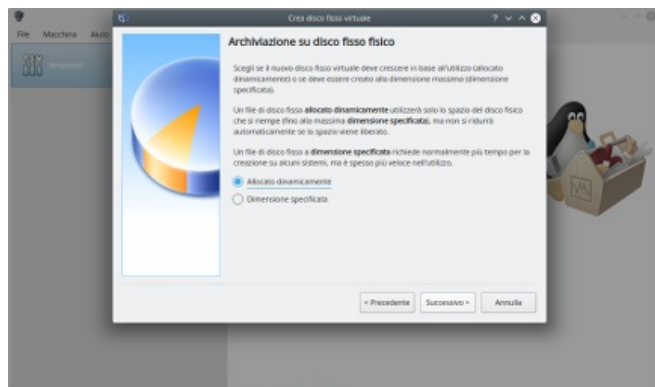 Crea disco fisso virtuale
File Macchina Aiuto
Strumenti
Archiviazione su disco fisso fisico
Scegli se il nuovo disco fisso virtuale deve crescere in base all'utilizzo (allocato
dinamicamente) o se deve essere creato alla dimensione massima (dimensione
specificata).
Un file di disco fisso allocato dinamicamente utilizzerà solo lo spazio del disco fisico
che si riempe (fino alla massima dimensione specificata), ma non si ridurrà
automaticamente se lo spazio viene liberato.
Un file di disco fisso a dimensione specificata richiede normalmente più tempo per la
creazione su alcuni sistemi, ma è spesso più veloce nell'utilizzo.
Allocato dinamicamente
Dimensione specificata
< Precedente Successivo > Annulla